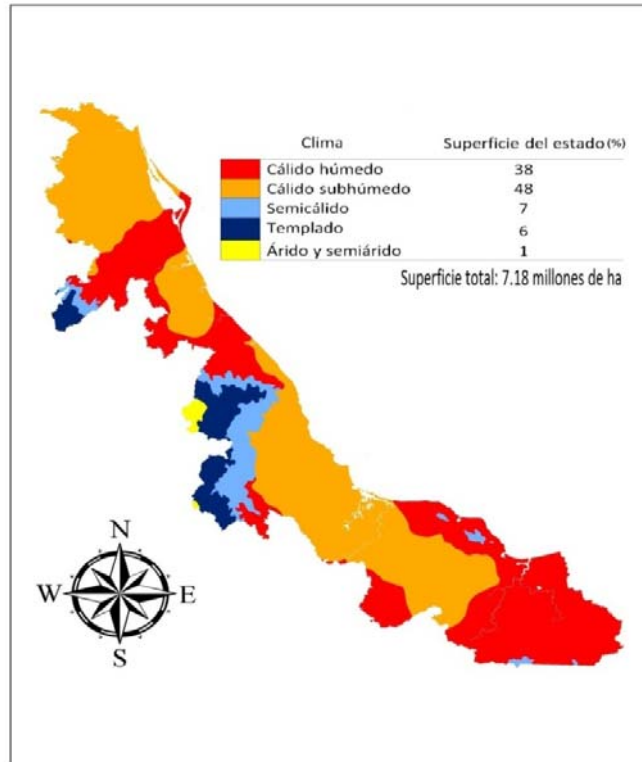 Clima Superficie del estado (%)
Cálido húmedo 38
Cálido subhúmedo 48
Semicálido 7
Templado 6
Árido y semiárido 1
Superficie total: 7.18 millones de ha
N
W E
S